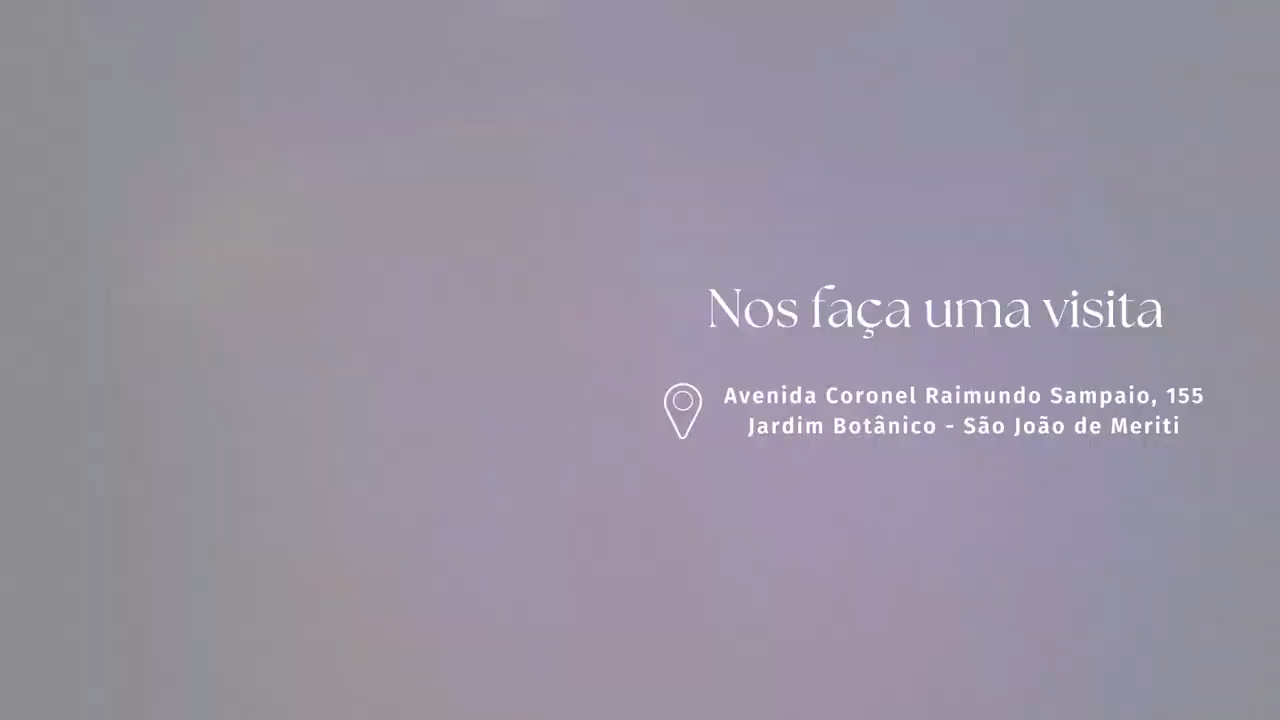 Nos faça uma visita
Avenida Coronel Raimundo Sampaio, 155
Jardim Botânico - São João de Meriti